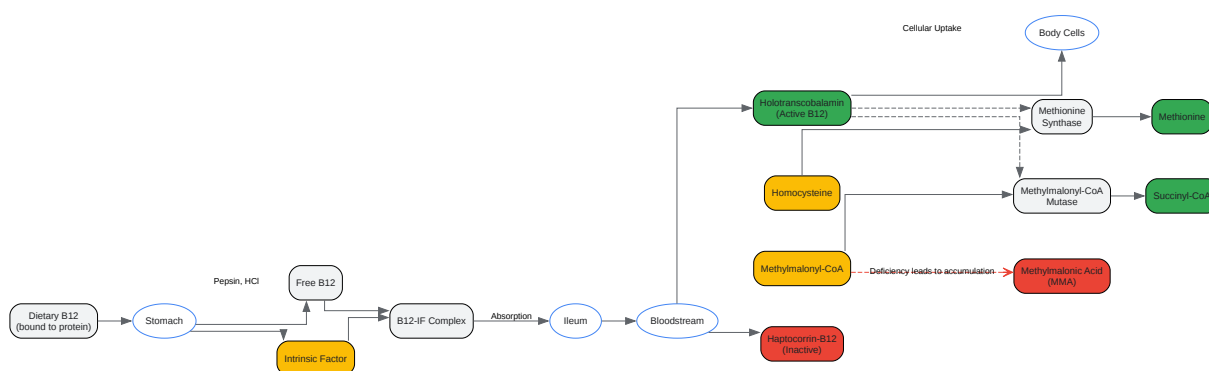 Cellular Uptake
Body Cells
Holotranscobalamin
(Active B12)
Methionine
Synthase
Methionine
Homocysteine
Methylmalonyl-CoA
Mutase
Succinyl-CoA
Methylmalonyl-CoA
Deficiency leads to accumulation
Methylmalonic Acid
(MMA)
Pepsin, HCl
Free B12
Dietary B12
(bound to protein)
Stomach
B12-IF Complex
Absorption
Ileum
Bloodstream
Haptocorrin-B12
(Inactive)
Intrinsic Factor